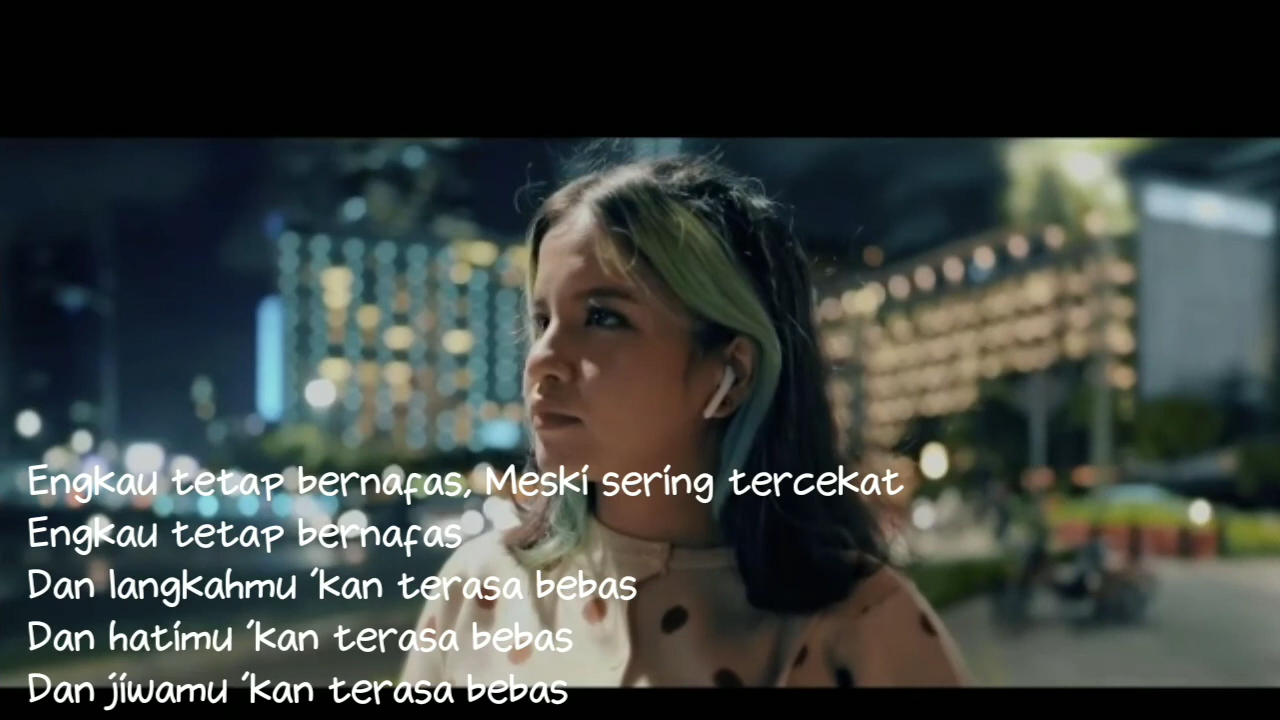 Engkau tetap bernafas, Meski sering tercekat
Engkau tetap bernafas
Dan langkahmu 'kan terasa bebas
Dan hatimu 'kan terasa bebas
Dan jiwamu 'kan terasa bebas